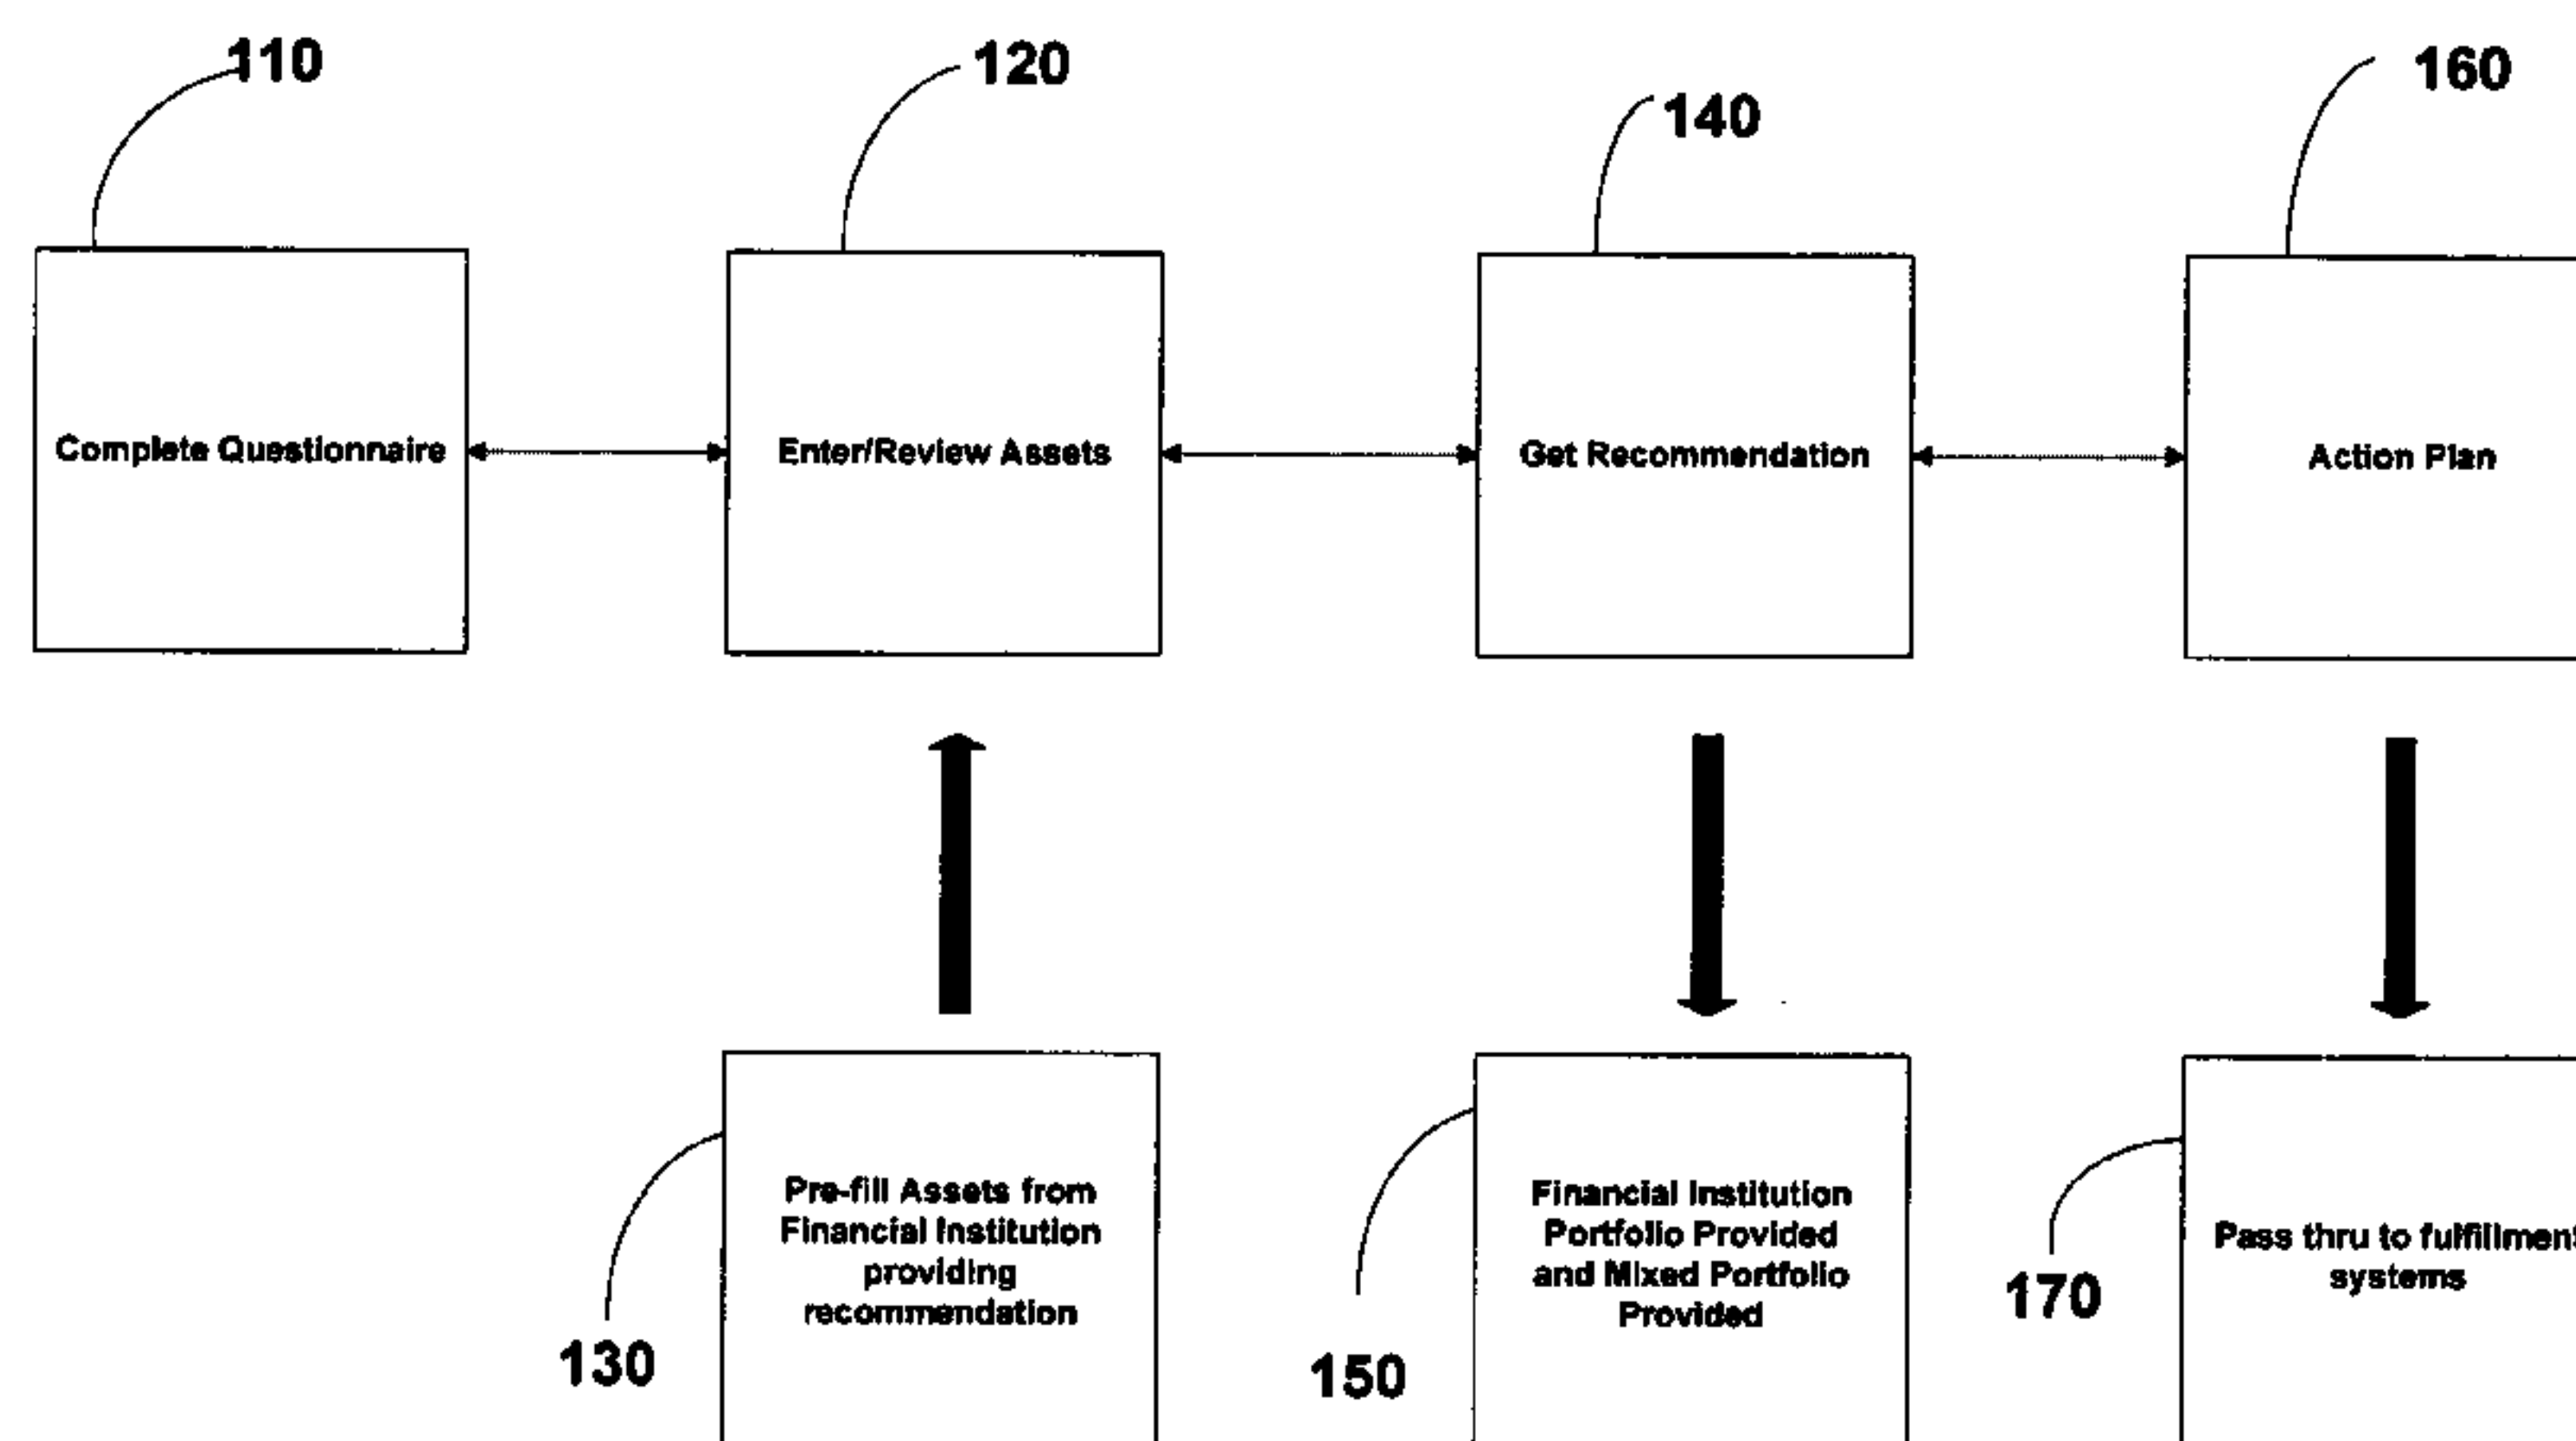 110
120
140
160
Complete Questionnaire
Enter/Review Assets
Get Recommendation
Action Plan
Pre-fill Assets from
Financial Institution
providing
recommendation
Financial Institution
Portfolio Provided
and Mixed Portfolio
Provided
Pass thru to fulfillment
systems
130
150
170